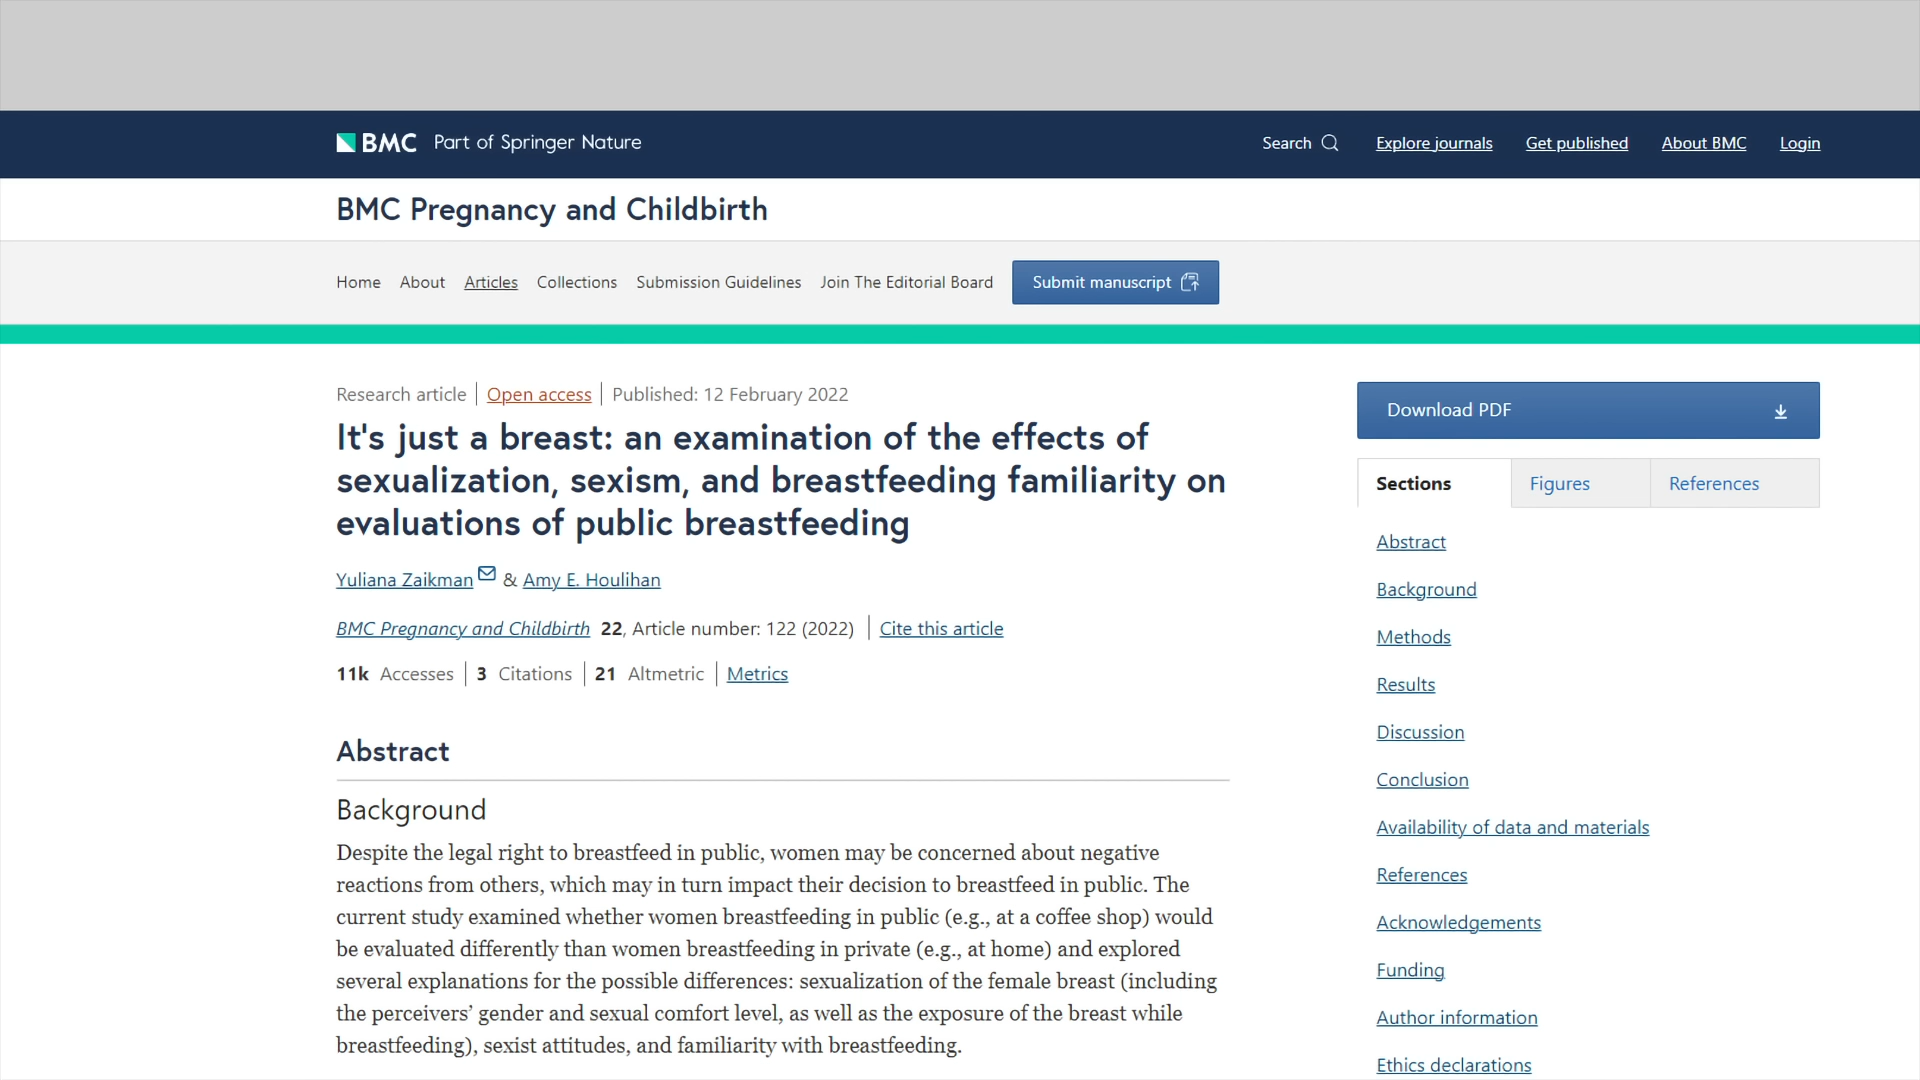 BMC Part of Springer Nature
Search Explore journals Get published About BMC Login
BMC Pregnancy and Childbirth
Home About Articles Collections Submission Guidelines Join The Editorial Board Submit manuscript
Research article Open access Published: 12 February 2022
It's just a breast: an examination of the effects of
sexualization, sexism, and breastfeeding familiarity on
evaluations of public breastfeeding
Yuliana Zaikman & Amy E. Houlihan
BMC Pregnancy and Childbirth 22, Article number: 122 (2022) Cite this article
11k Accesses 3 Citations 21 Altmetric Metrics
Abstract
Background
Despite the legal right to breastfeed in public, women may be concerned about negative
reactions from others, which may in turn impact their decision to breastfeed in public. The
current study examined whether women breastfeeding in public (e.g., at a coffee shop) would
be evaluated differently than women breastfeeding in private (e.g., at home) and explored
several explanations for the possible differences: sexualization of the female breast (including
the perceivers’ gender and sexual comfort level, as well as the exposure of the breast while
breastfeeding), sexist attitudes, and familiarity with breastfeeding.
Download PDF
Sections Figures References
Abstract
Background
Methods
Results
Discussion
Conclusion
Availability of data and materials
References
Acknowledgements
Funding
Author information
Ethics declarations